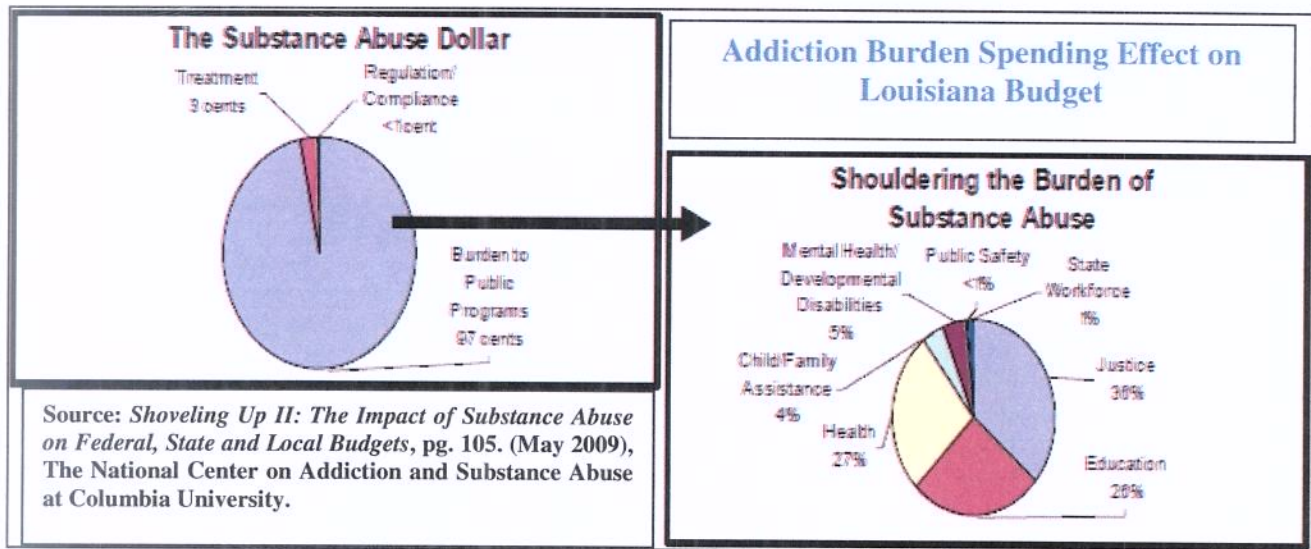 The Substance Abuse Dollar
Treatment
3 cents
Regulation/
Compliance
<1cent
Burden to
Public
Programs
97 cents
Source: Shoveling Up II: The Impact of Substance Abuse
on Federal, State and Local Budgets, pg. 105. (May 2009),
The National Center on Addiction and Substance Abuse
at Columbia University.
Addiction Burden Spending Effect on
Louisiana Budget
Shouldering the Burden of
Substance Abuse
Mental Health/
Developmental
Disabilities
5%
Public Safety
<1%
State
Workforce
1%
Child/Family
Assistance
4%
Justice
36%
Health
27%
Education
26%